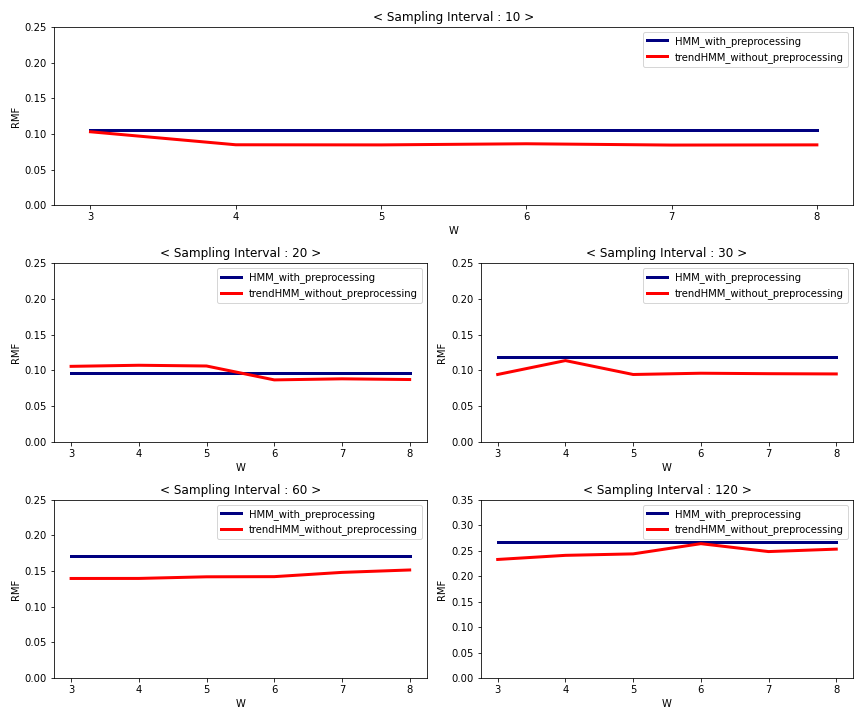 < Sampling Interval : 10 >
0.25
0.20
0.15
0.10
0.05
0.00
RMF
HMM_with_preprocessing
trendHMM_without_preprocessing
3 4 5 6 7 8
W
< Sampling Interval : 20 >
0.25
0.20
0.15
0.10
0.05
0.00
RMF
HMM_with_preprocessing
trendHMM_without_preprocessing
3 4 5 6 7 8
W
< Sampling Interval : 30 >
0.25
0.20
0.15
0.10
0.05
0.00
RMF
HMM_with_preprocessing
trendHMM_without_preprocessing
3 4 5 6 7 8
W
< Sampling Interval : 60 >
0.25
0.20
0.15
0.10
0.05
0.00
RMF
HMM_with_preprocessing
trendHMM_without_preprocessing
3 4 5 6 7 8
W
< Sampling Interval : 120 >
0.35
0.30
0.25
0.20
0.15
0.10
0.05
0.00
RMF
HMM_with_preprocessing
trendHMM_without_preprocessing
3 4 5 6 7 8
W